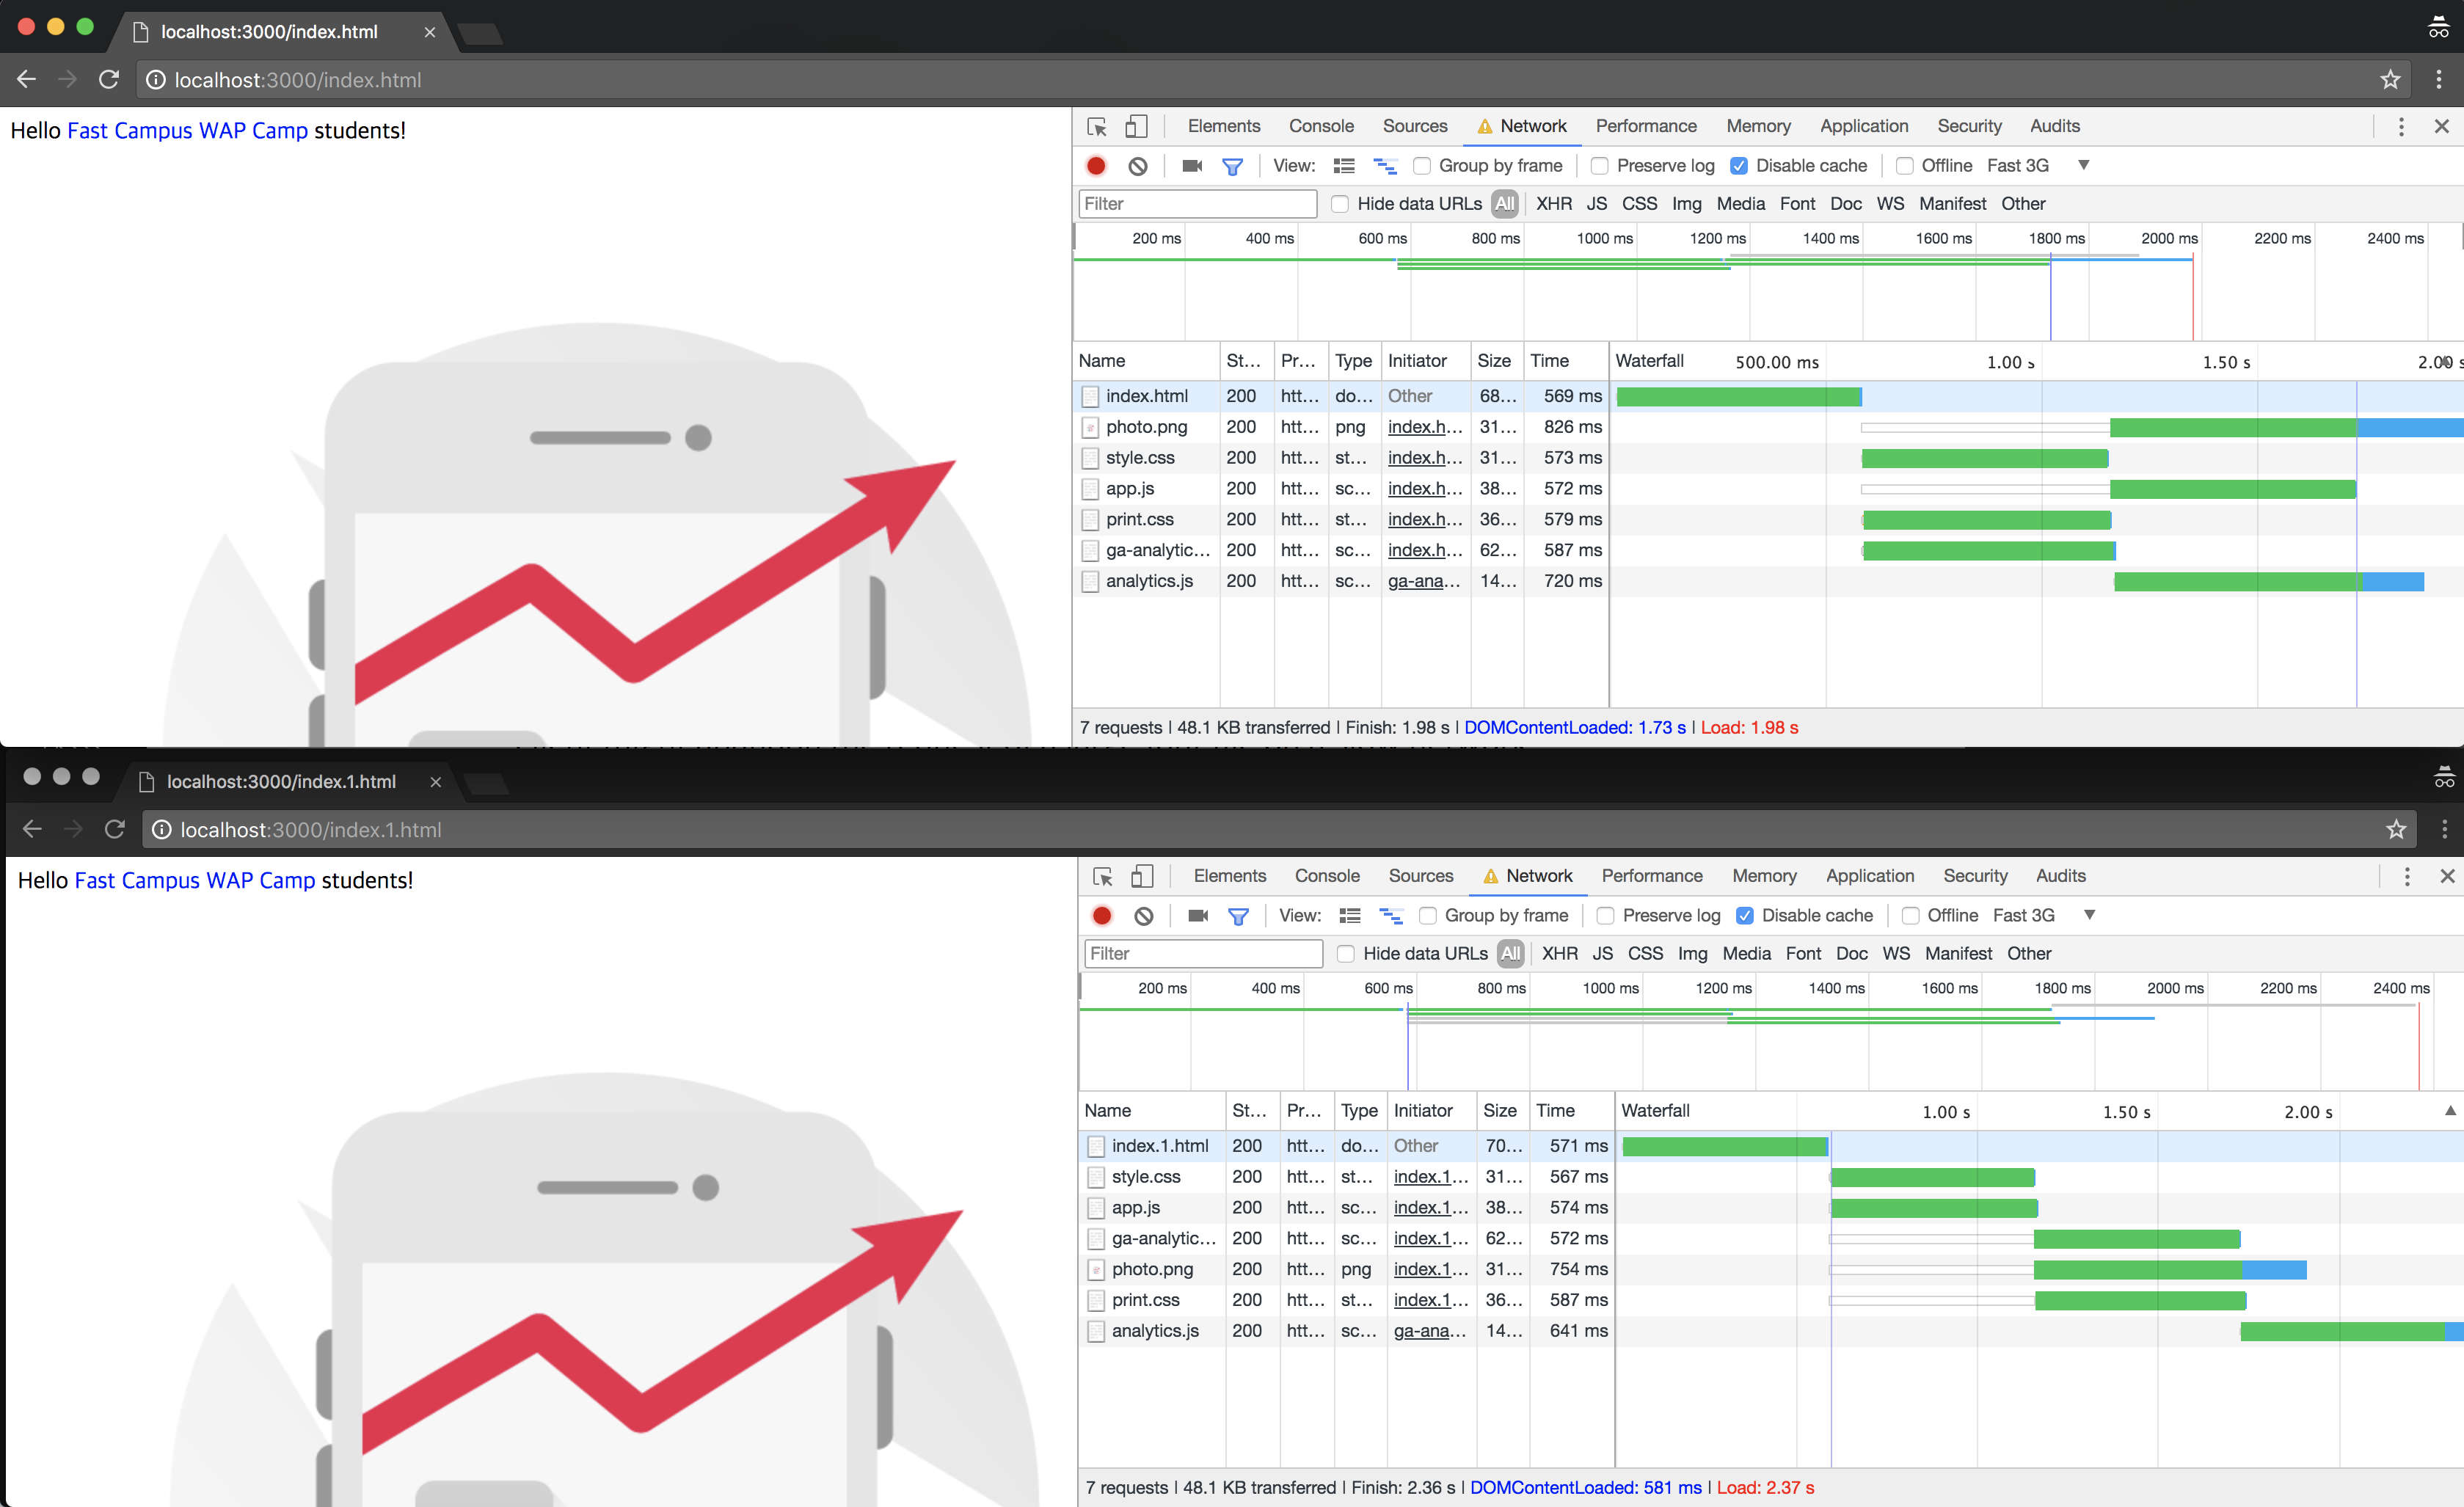 localhost:3000/index.html
localhost:3000/index.html
Hello Fast Campus WAP Camp students!
Elements Console Sources Network Performance Memory Application Security Audits
View: Group by frame Preserve log Disable cache Offline Fast 3G
Filter Hide data URLs All XHR JS CSS Img Media Font Doc WS Manifest Other
200 ms 400 ms 600 ms 800 ms 1000 ms 1200 ms 1400 ms 1600 ms 1800 ms 2000 ms 2200 ms 2400 ms
Name St... Pr... Type Initiator Size Time Waterfall 500.00 ms 1.00 s 1.50 s 2.00 s
index.html 200 htt... do... Other 68... 569 ms
photo.png 200 htt... png index.h... 31... 826 ms
style.css 200 htt... st... index.h... 31... 573 ms
app.js 200 htt... sc... index.h... 38... 572 ms
print.css 200 htt... st... index.h... 36... 579 ms
ga-analytic... 200 htt... sc... index.h... 62... 587 ms
analytics.js 200 htt... sc... ga-ana... 14... 720 ms
7 requests | 48.1 KB transferred | Finish: 1.98 s | DOMContentLoaded: 1.73 s | Load: 1.98 s
localhost:3000/index.1.html
localhost:3000/index.1.html
Hello Fast Campus WAP Camp students!
Elements Console Sources Network Performance Memory Application Security Audits
View: Group by frame Preserve log Disable cache Offline Fast 3G
Filter Hide data URLs All XHR JS CSS Img Media Font Doc WS Manifest Other
200 ms 400 ms 600 ms 800 ms 1000 ms 1200 ms 1400 ms 1600 ms 1800 ms 2000 ms 2200 ms 2400 ms
Name St... Pr... Type Initiator Size Time Waterfall 1.00 s 1.50 s 2.00 s
index.1.html 200 htt... do... Other 70... 571 ms
style.css 200 htt... st... index.1... 31... 567 ms
app.js 200 htt... sc... index.1... 38... 574 ms
ga-analytic... 200 htt... sc... index.1... 62... 572 ms
photo.png 200 htt... png index.1... 31... 754 ms
print.css 200 htt... st... index.1... 36... 587 ms
analytics.js 200 htt... sc... ga-ana... 14... 641 ms
7 requests | 48.1 KB transferred | Finish: 2.36 s | DOMContentLoaded: 581 ms | Load: 2.37 s